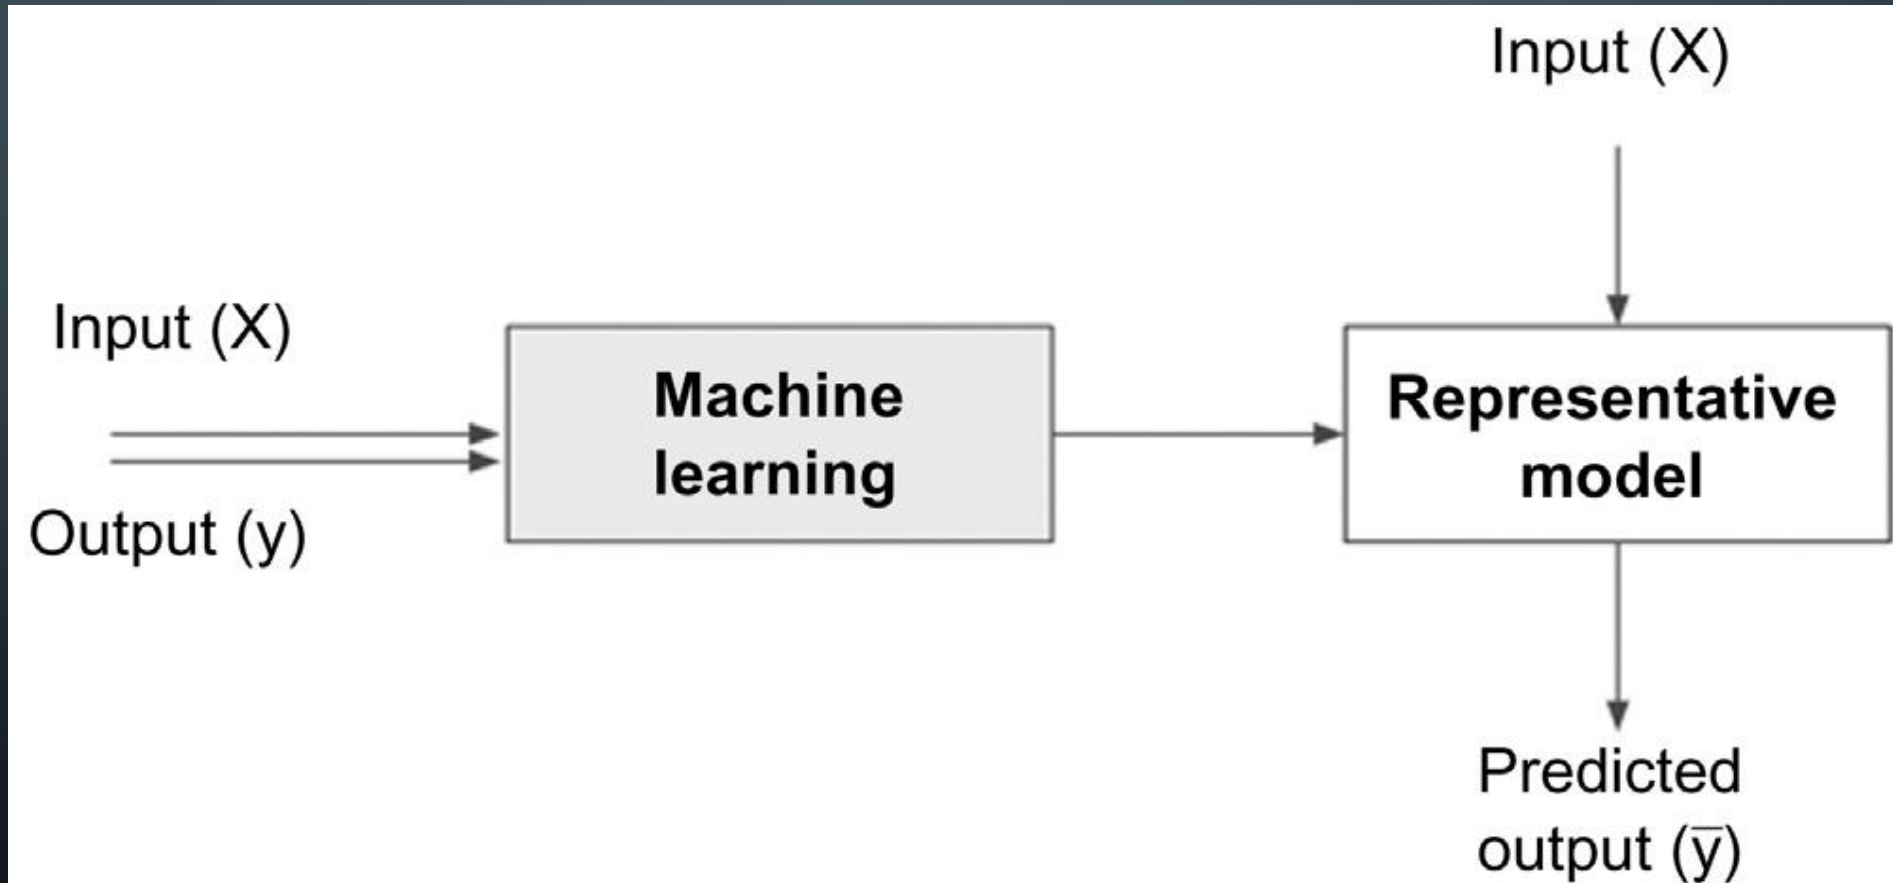 Input (X)
Input (X)
Output (y)
Machine
learning
Representative
model
Predicted
output (ȳ)